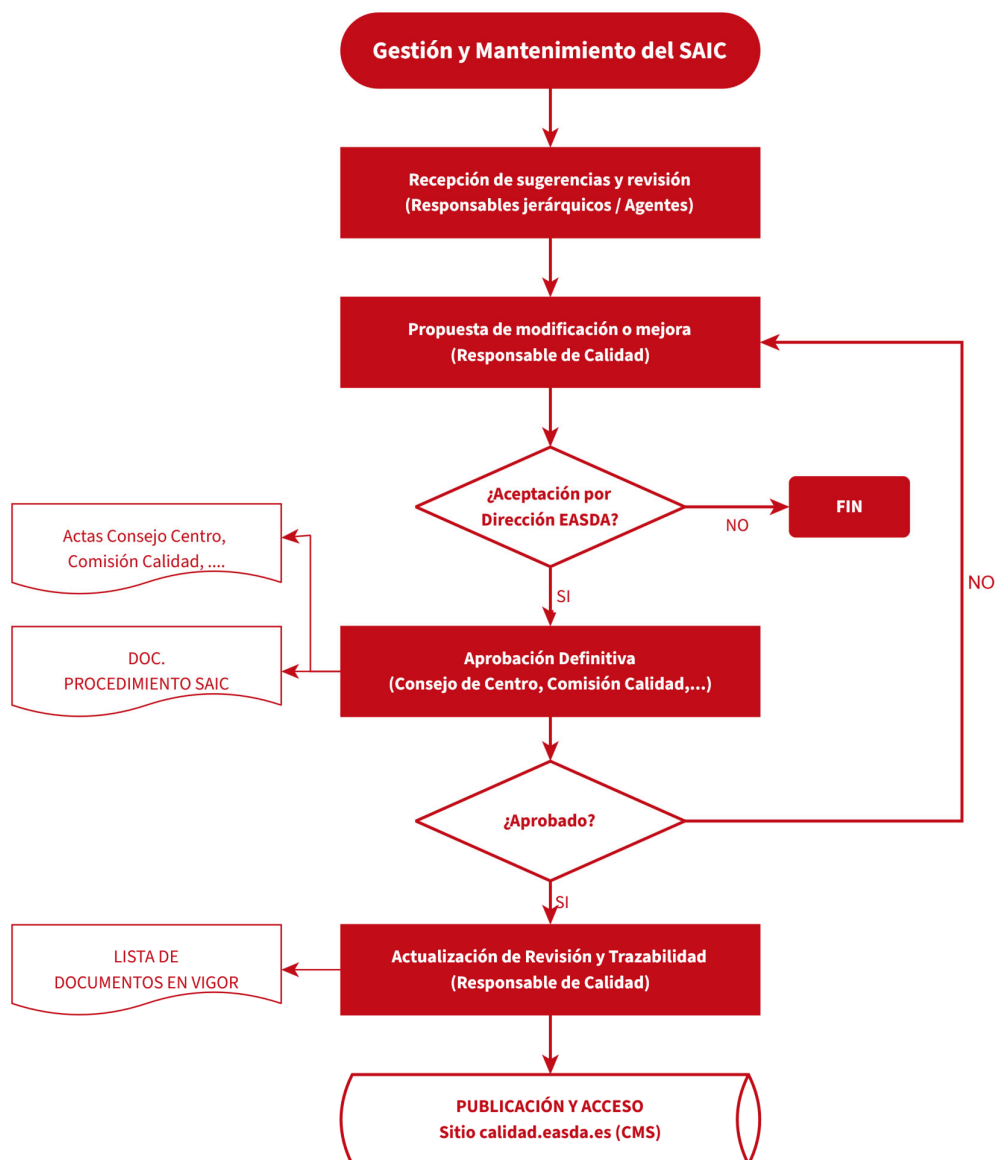 Gestión y Mantenimiento del SAIC
Recepción de sugerencias y revisión
(Responsables jerárquicos / Agentes)
Propuesta de modificación o mejora
(Responsable de Calidad)
¿Aceptación por
Dirección EASDA?
NO
FIN
SI
Actas Consejo Centro,
Comisión Calidad, ....
NO
DOC.
PROCEDIMIENTO SAIC
Aprobación Definitiva
(Consejo de Centro, Comisión Calidad,...)
¿Aprobado?
SI
LISTA DE
DOCUMENTOS EN VIGOR
Actualización de Revisión y Trazabilidad
(Responsable de Calidad)
PUBLICACIÓN Y ACCESO
Sitio calidad.easda.es (CMS)